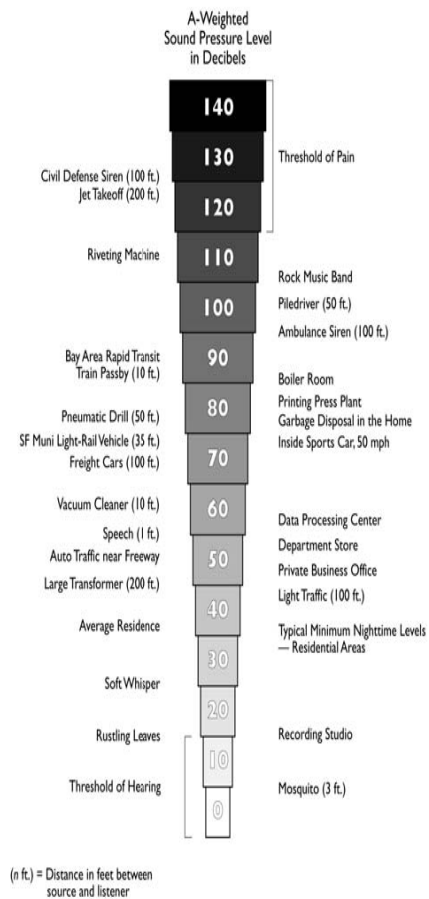 A-Weighted
Sound Pressure Level
in Decibels
140
130
Threshold of Pain
Civil Defense Siren (100 ft.)
Jet Takeoff (200 ft.)
120
Riveting Machine
110
Rock Music Band
100
Piledriver (50 ft.)
Ambulance Siren (100 ft.)
Bay Area Rapid Transit
Train Passby (10 ft.)
90
Boiler Room
Printing Press Plant
80
Pneumatic Drill (50 ft.)
Garbage Disposal in the Home
SF Muni Light-Rail Vehicle (35 ft.)
Inside Sports Car, 50 mph
Freight Cars (100 ft.)
70
Vacuum Cleaner (10 ft.)
60
Data Processing Center
Speech (1 ft.)
Department Store
Auto Traffic near Freeway
50
Private Business Office
Large Transformer (200 ft.)
Light Traffic (100 ft.)
40
Average Residence
Typical Minimum Nighttime Levels
— Residential Areas
30
Soft Whisper
20
Rustling Leaves
Recording Studio
10
Threshold of Hearing
Mosquito (3 ft.)
0
(n ft.) = Distance in feet between
source and listener